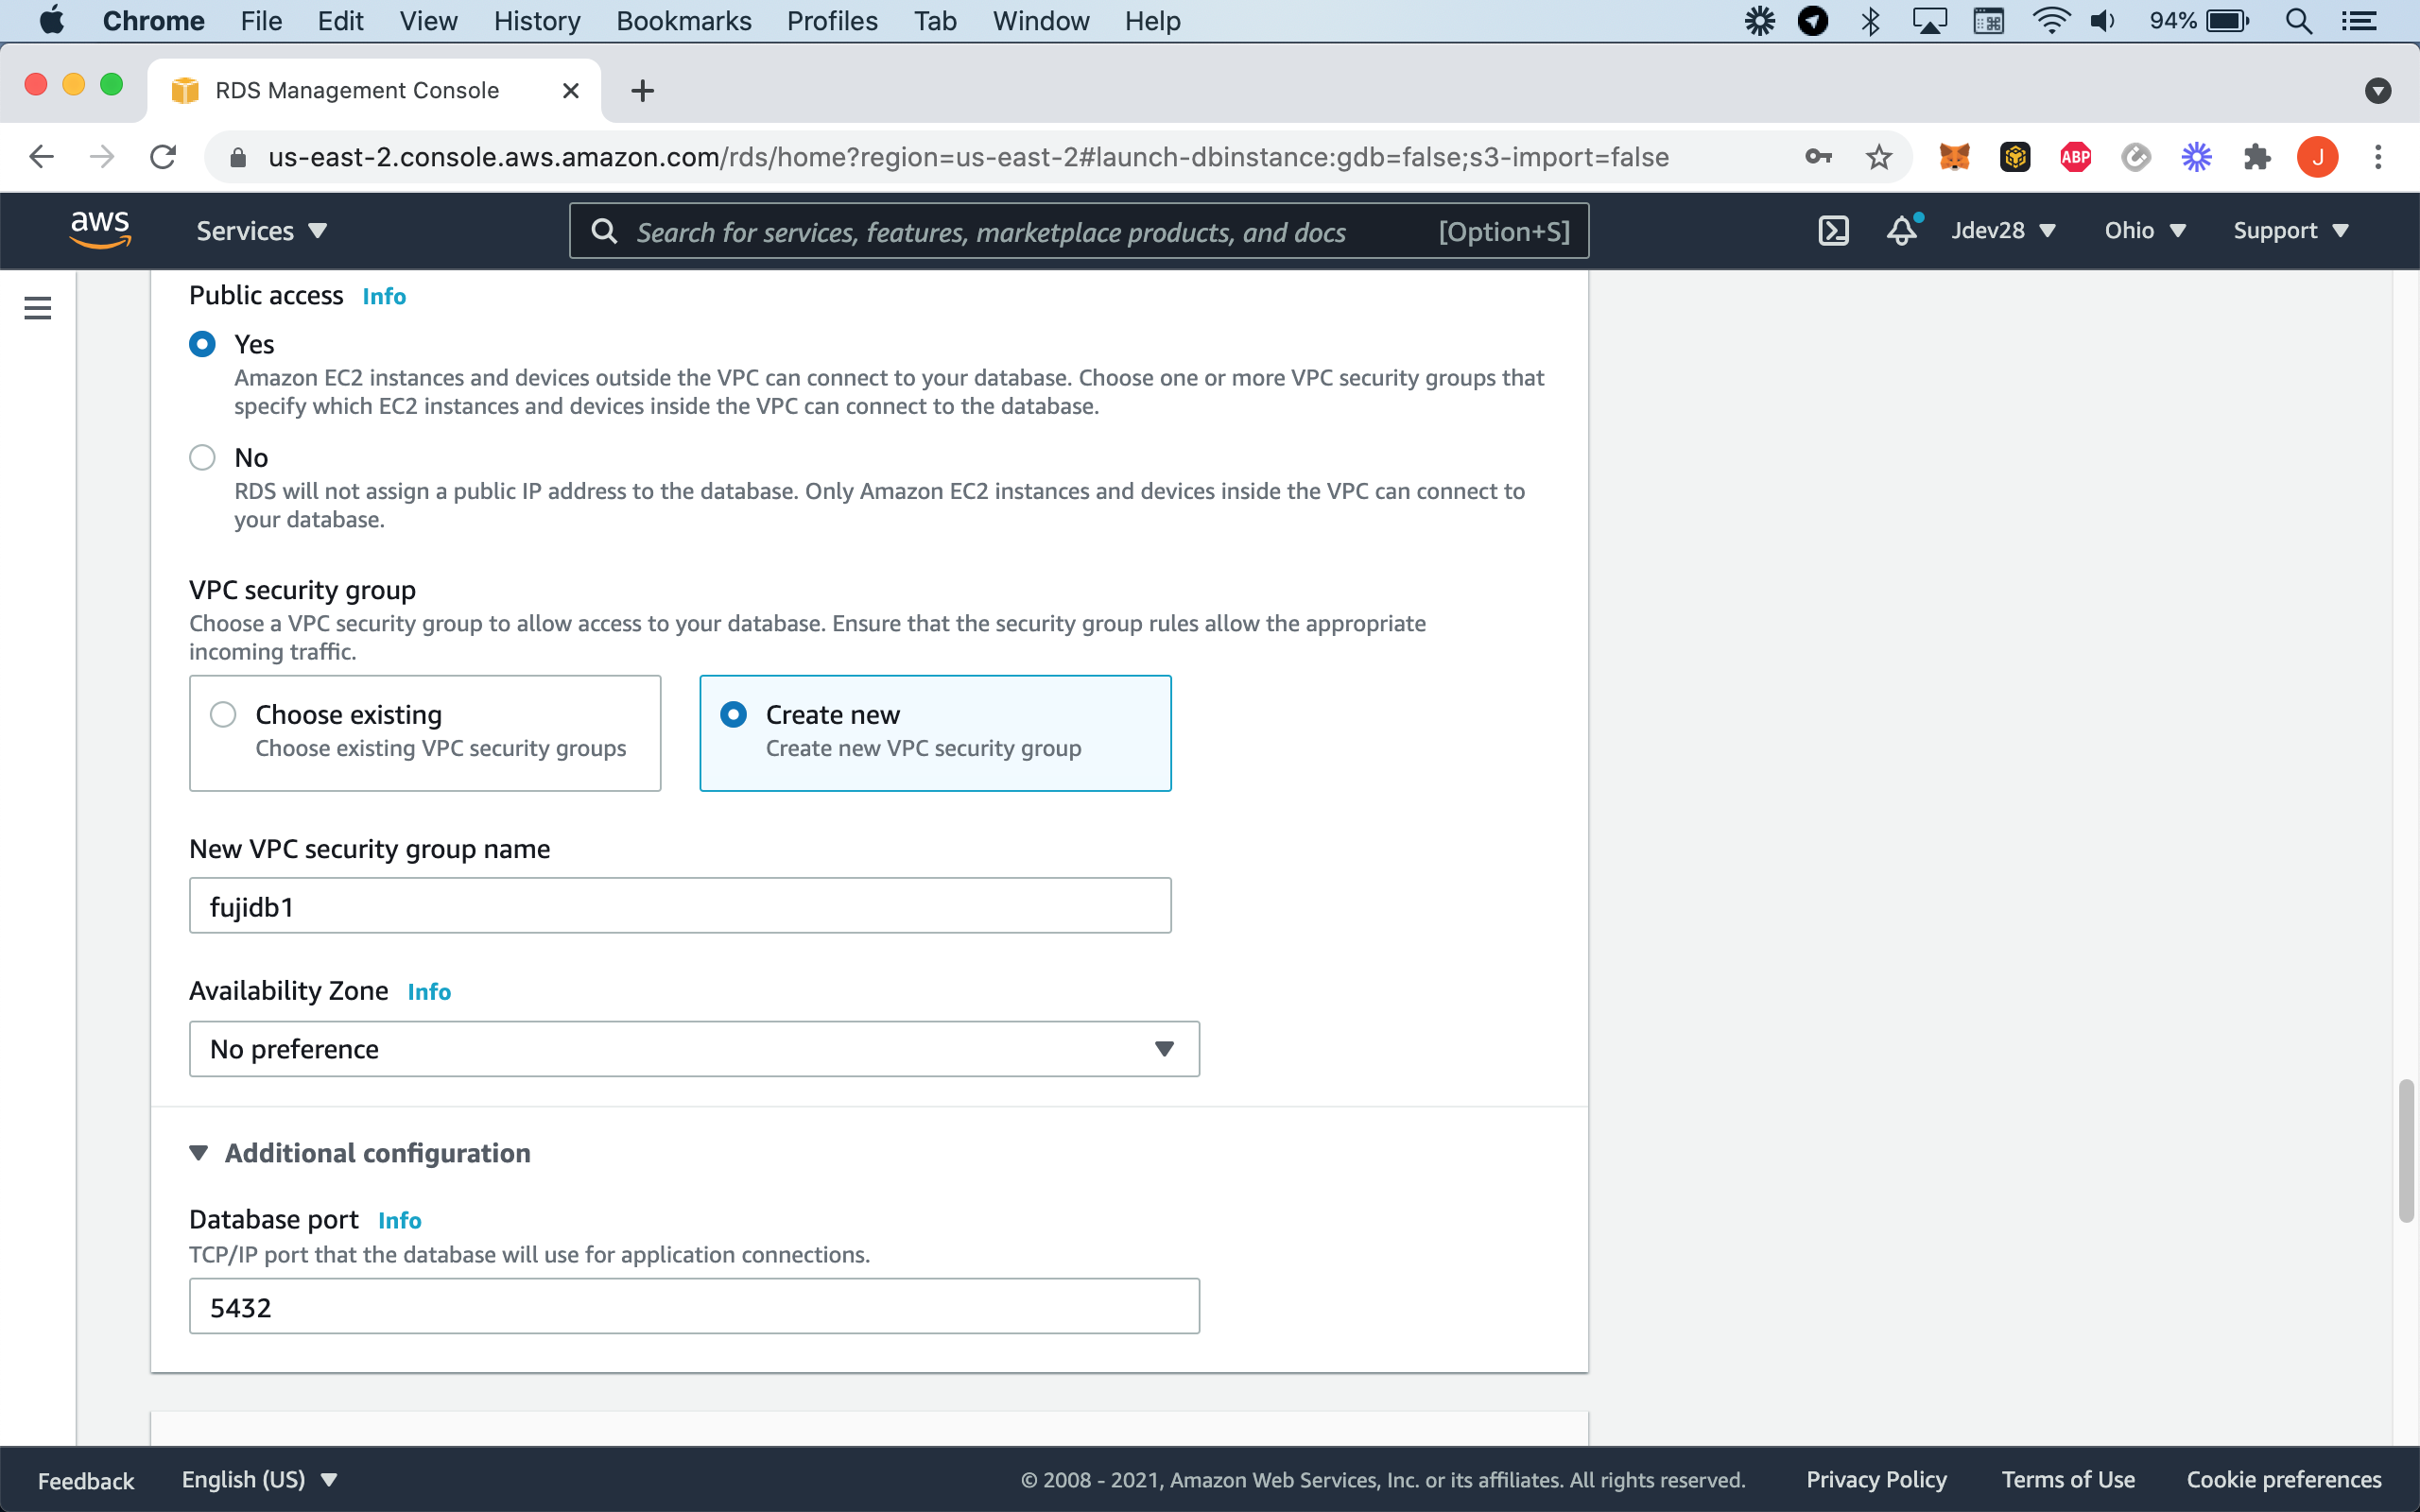 Chrome File Edit View History Bookmarks Profiles Tab Window Help 94%
RDS Management Console
us-east-2.console.aws.amazon.com/rds/home?region=us-east-2#launch-dbinstance:gdb=false;s3-import=false ABP J
aws Services Search for services, features, marketplace products, and docs [Option+S] Jdev28 Ohio Support
Public access Info
Yes
Amazon EC2 instances and devices outside the VPC can connect to your database. Choose one or more VPC security groups that
specify which EC2 instances and devices inside the VPC can connect to the database.
No
RDS will not assign a public IP address to the database. Only Amazon EC2 instances and devices inside the VPC can connect to
your database.
VPC security group
Choose a VPC security group to allow access to your database. Ensure that the security group rules allow the appropriate
incoming traffic.
Choose existing
Choose existing VPC security groups
Create new
Create new VPC security group
New VPC security group name
fujidb1
Availability Zone Info
No preference
Additional configuration
Database port Info
TCP/IP port that the database will use for application connections.
5432
Feedback English (US) © 2008 - 2021, Amazon Web Services, Inc. or its affiliates. All rights reserved. Privacy Policy Terms of Use Cookie preferences